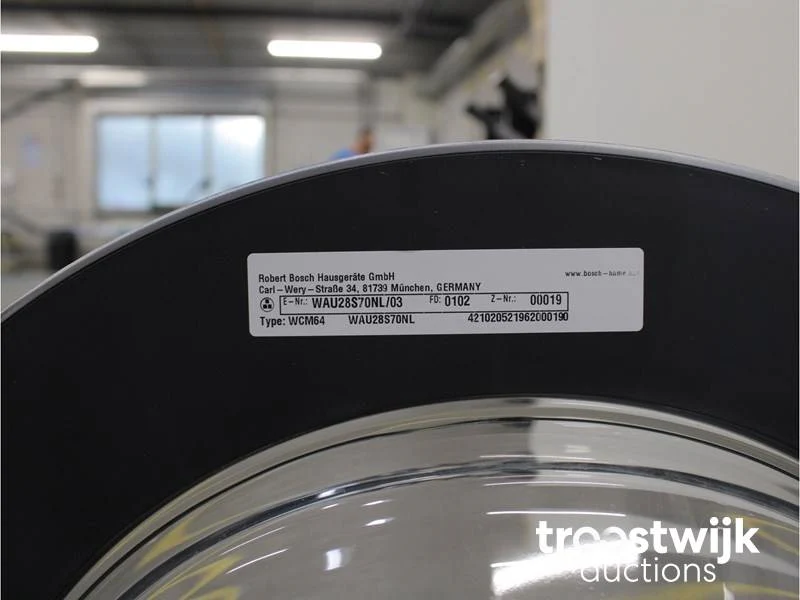 Robert Bosch Hausgeräte GmbH
Carl-Wery-Straße 34, 81739 München, GERMANY
E-Nr.: WAU28S70NL/03 FD: 0102 Z-Nr.: 00019
Type: WCM64 WAU28S70NL 421020521962000190
troostwijk
auctions